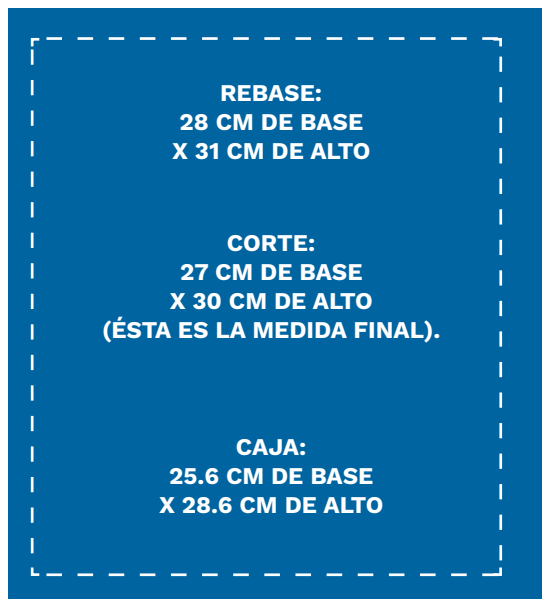 REBASE:
28 CM DE BASE
X 31 CM DE ALTO
CORTE:
27 CM DE BASE
X 30 CM DE ALTO
(ÉSTA ES LA MEDIDA FINAL).
CAJA:
25.6 CM DE BASE
X 28.6 CM DE ALTO